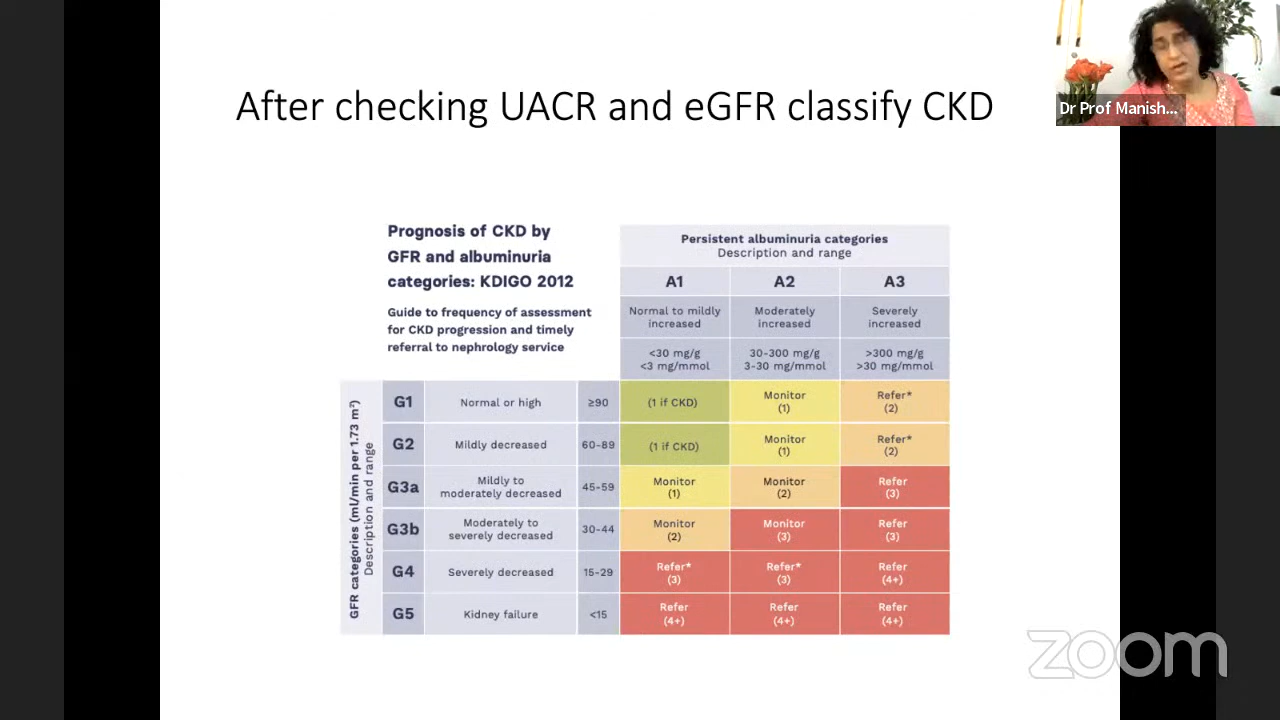 After checking UACR and eGFR classify CKD
Dr Prof Manish...
Prognosis of CKD by
GFR and albuminuria
categories: KDIGO 2012
Guide to frequency of assessment
for CKD progression and timely
referral to nephrology service
Persistent albuminuria categories
Description and range
A1
A2
A3
Normal to mildly
increased
Moderately
increased
Severely
increased
<30 mg/g
<3 mg/mmol
30-300 mg/g
3-30 mg/mmol
>300 mg/g
>30 mg/mmol
GFR categories (ml/min per 1.73 m²)
Description and range
G1
Normal or high
≥90
(1 if CKD)
Monitor
(1)
Refer*
(2)
G2
Mildly decreased
60-89
(1 if CKD)
Monitor
(1)
Refer*
(2)
G3a
Mildly to
moderately decreased
45-59
Monitor
(1)
Monitor
(2)
Refer
(3)
G3b
Moderately to
severely decreased
30-44
Monitor
(2)
Monitor
(3)
Refer
(3)
G4
Severely decreased
15-29
Refer*
(3)
Refer*
(3)
Refer
(4+)
G5
Kidney failure
<15
Refer
(4+)
Refer
(4+)
Refer
(4+)
zoom